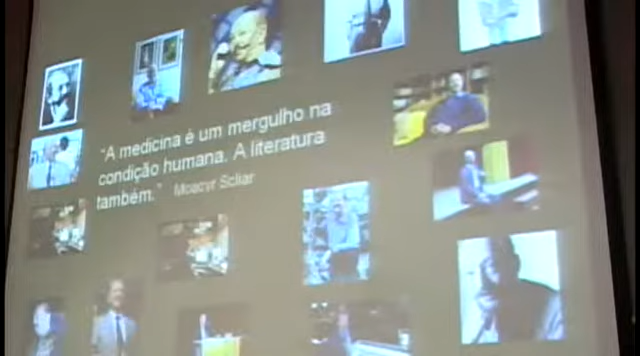 “A medicina é um mergulho na
condição humana. A literatura
também.” Moacyr Scliar